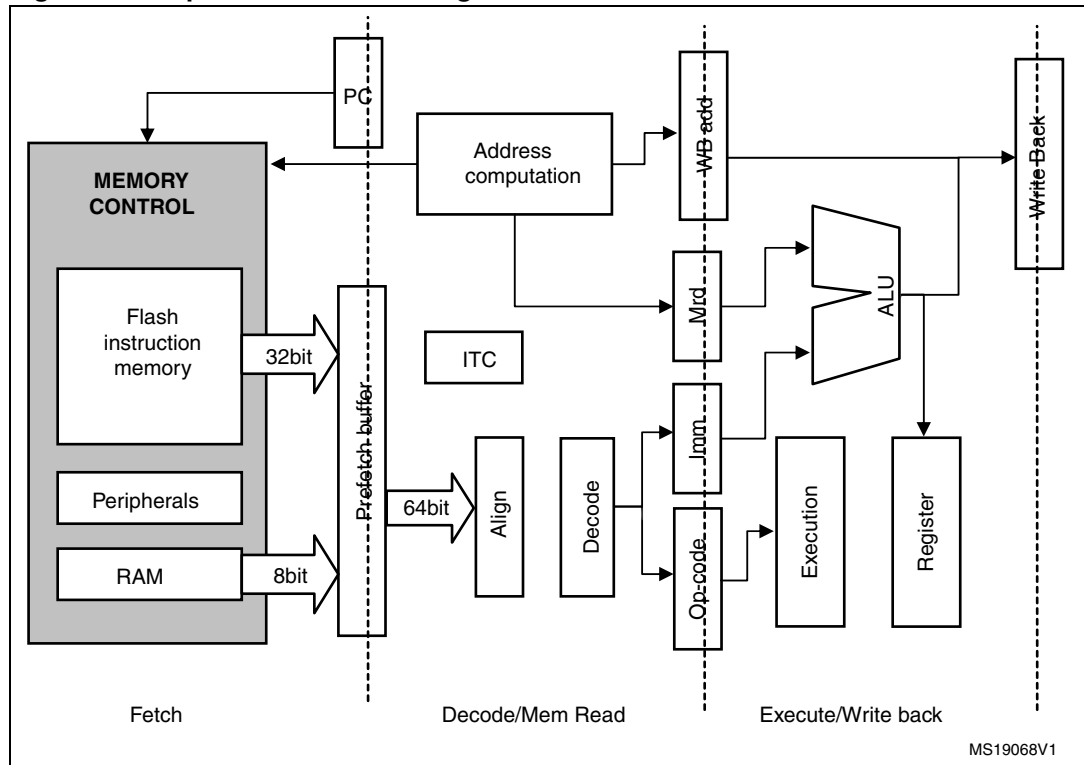 PC
MEMORY
CONTROL
Address
computation
WB add
Write Back
Flash
instruction
memory
32bit
Prefetch buffer
ITC
Mrd
ALU
Peripherals
RAM
8bit
64bit
Align
Decode
Imm
Op-code
Execution
Register
Fetch
Decode/Mem Read
Execute/Write back
MS19068V1